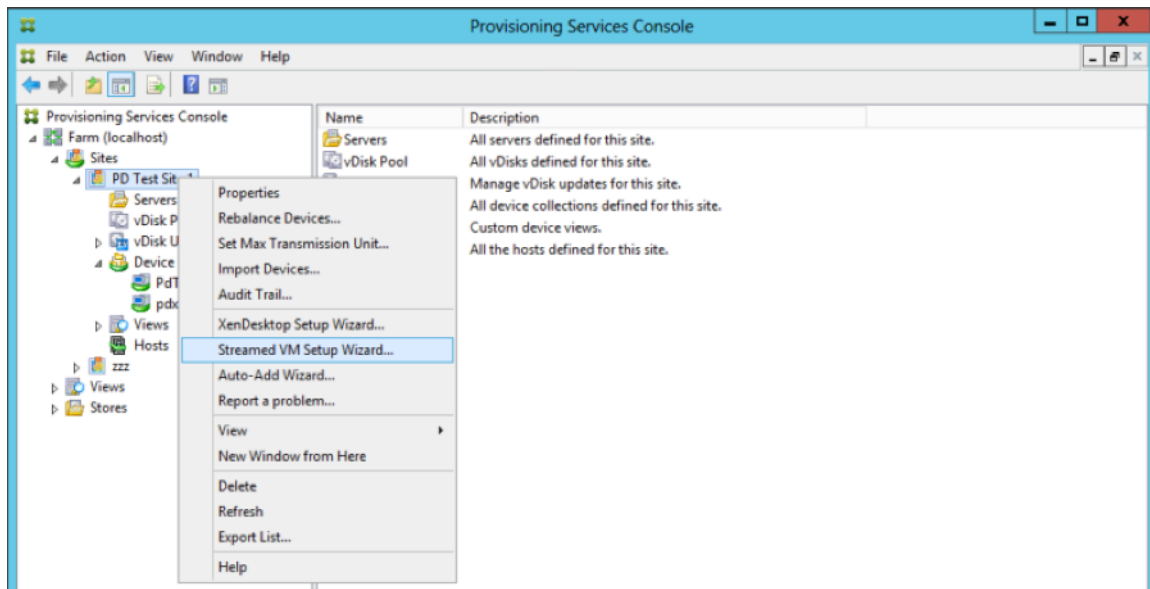 Provisioning Services Console
File Action View Window Help
Provisioning Services Console
Farm (localhost)
Sites
PD Test Sit
Servers
vDisk P
vDisk U
Device
PdT
pdx
Views
Hosts
zzz
Views
Stores
Name Description
Servers All servers defined for this site.
vDisk Pool All vDisks defined for this site.
Manage vDisk updates for this site.
All device collections defined for this site.
Custom device views.
All the hosts defined for this site.
Properties
Rebalance Devices...
Set Max Transmission Unit...
Import Devices...
Audit Trail...
XenDesktop Setup Wizard...
Streamed VM Setup Wizard...
Auto-Add Wizard...
Report a problem...
View
New Window from Here
Delete
Refresh
Export List...
Help